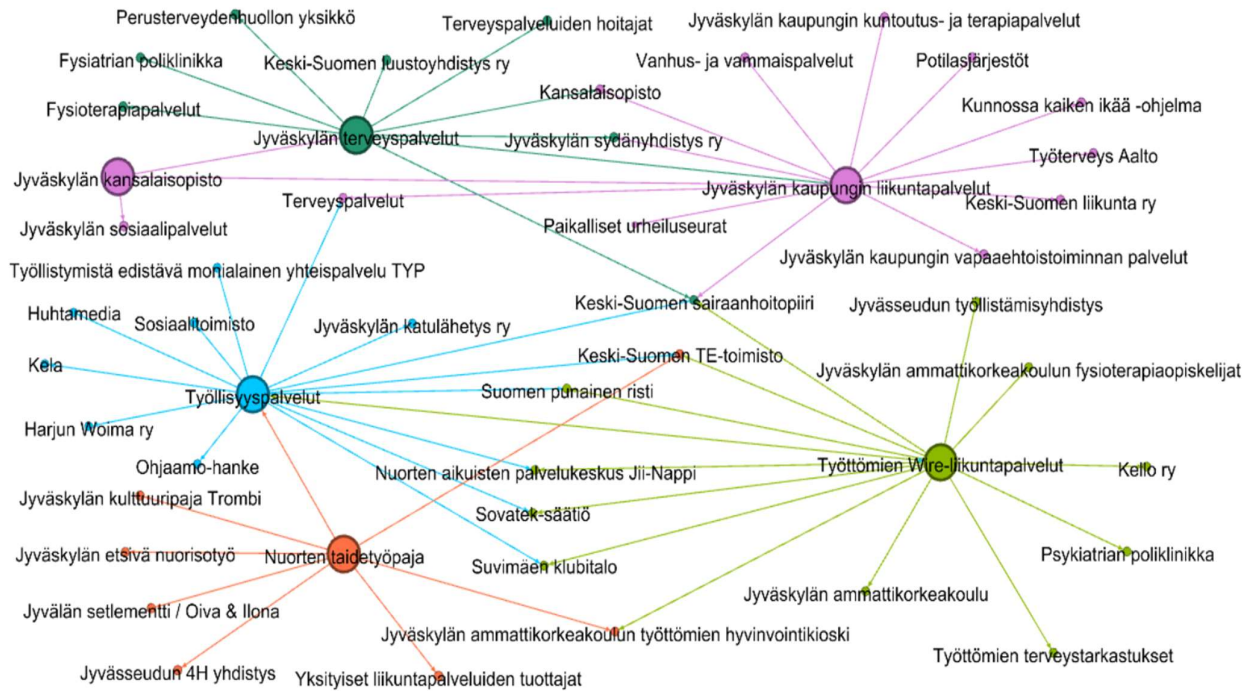 Perusterveydenhuollon yksikkö
Terveyspalveluiden hoitajat
Jyväskylän kaupungin kuntoutus- ja terapiapalvelut
Fysiatrian poliklinikka
Keski-Suomen luustoyhdistys ry
Vanhus- ja vammaispalvelut
Potilasjärjestöt
Fysioterapiapalvelut
Kansalaisopisto
Kunnossa kaiken ikää -ohjelma
Jyväskylän terveyspalvelut
Jyväskylän sydänyhdistys ry
Työterveys Aalto
Jyväskylän kansalaisopisto
Jyväskylän kaupungin liikuntapalvelut
Terveyspalvelut
Keski-Suomen liikunta ry
Jyväskylän sosiaalipalvelut
Paikalliset urheiluseurat
Jyväskylän kaupungin vapaaehtoistoiminnan palvelut
Työllistymistä edistävä monialainen yhteispalvelu TYP
Keski-Suomen sairaanhoitopiiri
Jyvässeudun työllistämisyhdistys
Huhtamedia
Sosiaalitoimisto
Jyväskylän katulähetys ry
Keski-Suomen TE-toimisto
Kela
Jyväskylän ammattikorkeakoulun fysioterapiaopiskelijat
Työllisyyspalvelut
Suomen punainen risti
Harjun Woima ry
Ohjaamo-hanke
Nuorten aikuisten palvelukeskus Jii-Nappi
Työttömien Wire-liikuntapalvelut
Kello ry
Jyväskylän kulttuuripaja Trombi
Sovatek-säätiö
Jyväskylän etsivä nuorisotyö
Nuorten taidetyöpaja
Suvimäen klubitalo
Psykiatrian poliklinikka
Jyväskylän ammattikorkeakoulu
Jyvälän setlementti / Oiva & Ilona
Jyväskylän ammattikorkeakoulun työttömien hyvinvointikioski
Työttömien terveystarkastukset
Jyvässeudun 4H yhdistys
Yksityiset liikuntapalveluiden tuottajat